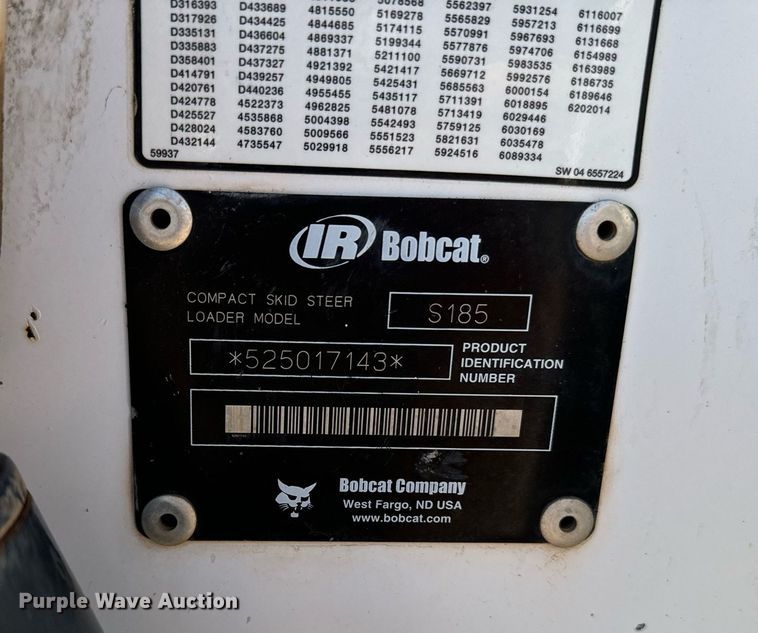 D316393 D433689 4815550 5169278 5562397 5931254 6116007
D317926 D434425 4844685 5174115 5565829 5957213 6116699
D335131 D436604 4869337 5199344 5570991 5967693 6131668
D335883 D437275 4881371 5211100 5577876 5974706 6154989
D358401 D437327 4921392 5421417 5590731 5983535 6163989
D414791 D439257 4949805 5425431 5669712 5992576 6186735
D420761 D440236 4955455 5435117 5685563 6000154 6189646
D424778 4522373 4962825 5481078 5711391 6018895 6202014
D425527 4535868 5004398 5542493 5713419 6029446
D428024 4583760 5009566 5551523 5759125 6030169
D432144 4735547 5029918 5556217 5821631 6035478
5924516 6089334
59937 SW 04 6557224
IR Bobcat®
COMPACT SKID STEER
LOADER MODEL S185
*525017143* PRODUCT
IDENTIFICATION
NUMBER
Bobcat Company
West Fargo, ND USA
www.bobcat.com
Purple Wave Auction